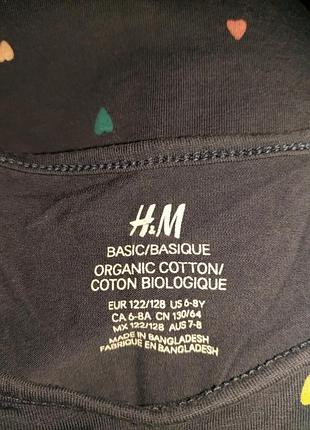 H&M
BASIC/BASIQUE
ORGANIC COTTON/
COTON BIOLOGIQUE
EUR 122/128 US 6-8Y
CA 6-8A CN 130/64
MX 122/128 AUS 7-8
MADE IN BANGLADESH
FABRIQUÉ EN BANGLADESH